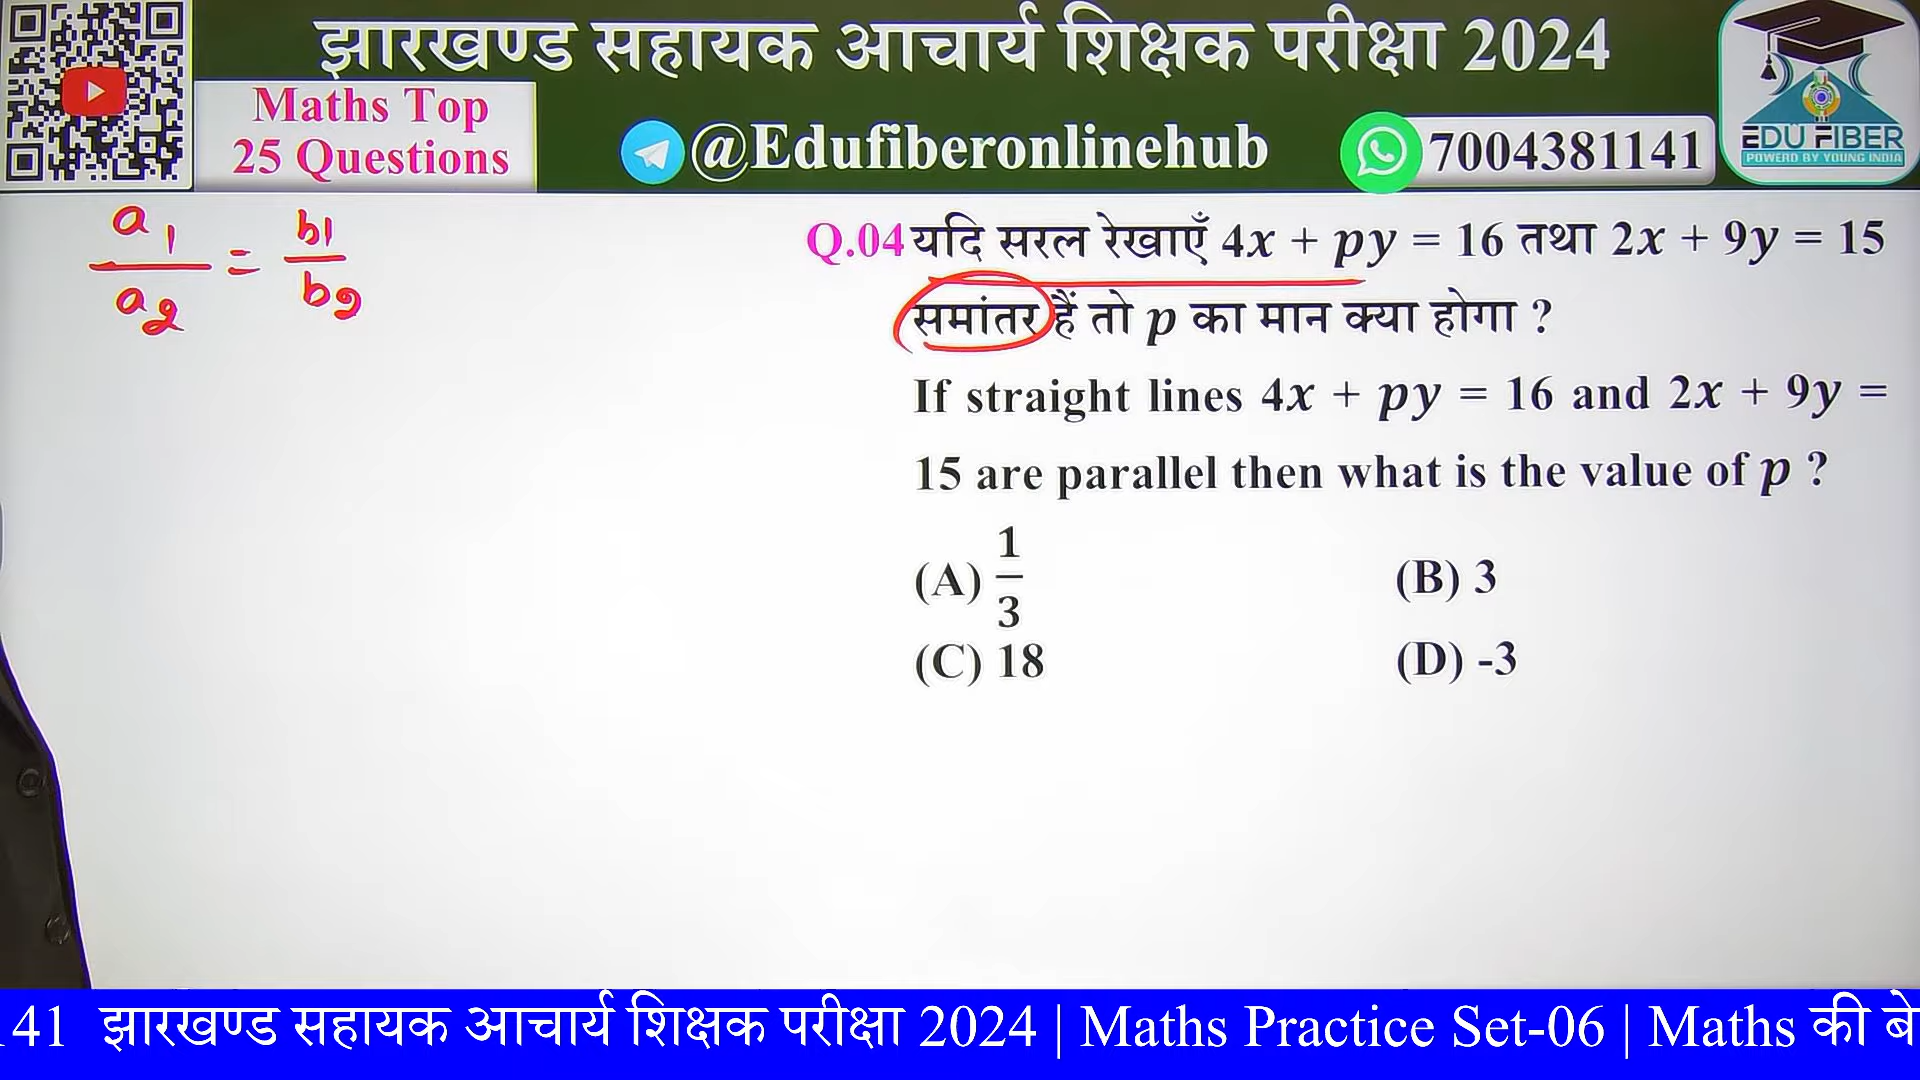 झारखण्ड सहायक आचार्य शिक्षक परीक्षा 2024
Maths Top
25 Questions
@Edufiberonlinehub
7004381141
EDU FIBER
POWERD BY YOUNG INDIA
a1/a2 = b1/b2
Q.04 यदि सरल रेखाएँ 4x + py = 16 तथा 2x + 9y = 15
समांतर हैं तो p का मान क्या होगा ?
If straight lines 4x + py = 16 and 2x + 9y =
15 are parallel then what is the value of p ?
(A) 1/3 (B) 3
(C) 18 (D) -3
41 झारखण्ड सहायक आचार्य शिक्षक परीक्षा 2024 | Maths Practice Set-06 | Maths की बे